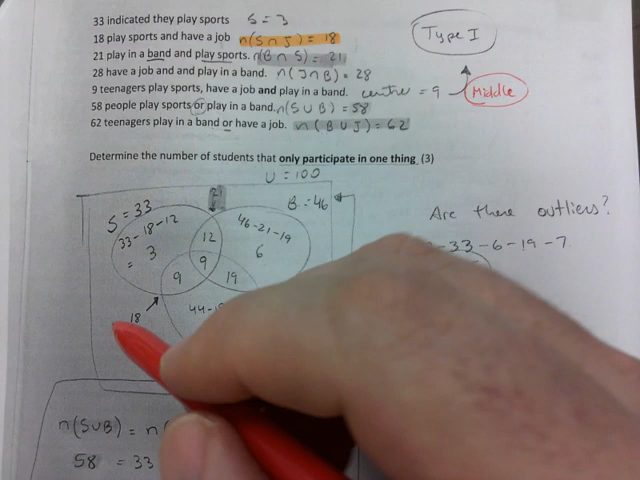 33 indicated they play sports S = 3
18 play sports and have a job n(S ∩ J) = 18
21 play in a band and play sports. n(B ∩ S) = 21
28 have a job and and play in a band. n(J∩B) = 28
9 teenagers play sports, have a job and play in a band. centre = 9
58 people play sports or play in a band. n(S∪B) = 58
62 teenagers play in a band or have a job. n(B∪J) = 62
Type I
Middle
Determine the number of students that only participate in one thing (3)
U = 100
S = 33
B = 46
33-18-12
= 3
12
46-21-19
6
9
9
19
18
44-
Are there outliers?
- 33 - 6 - 19 - 7
n(S∪B) = n(
58 = 33